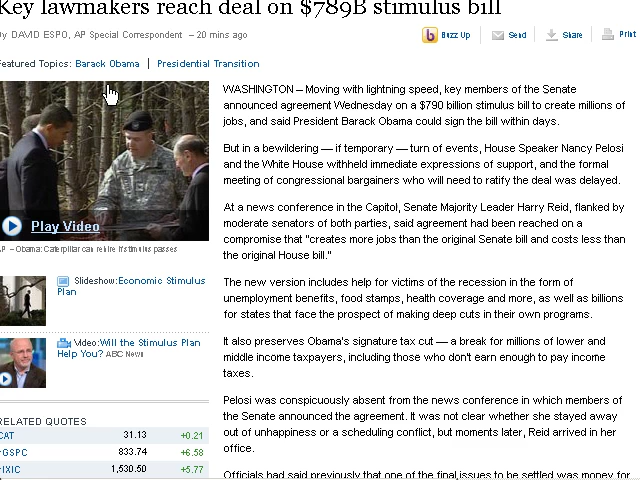 Key lawmakers reach deal on $789B stimulus bill
By DAVID ESPO, AP Special Correspondent – 20 mins ago
Buzz Up Send Share Print
Featured Topics: Barack Obama | Presidential Transition
Play Video
AP – Obama: Caterpillar can rehire if stimulus passes
Slideshow:Economic Stimulus
Plan
Video:Will the Stimulus Plan
Help You? ABC News
RELATED QUOTES
CAT 31.13 +0.21
^GSPC 833.74 +6.58
^IXIC 1,530.50 +5.77
WASHINGTON – Moving with lightning speed, key members of the Senate
announced agreement Wednesday on a $790 billion stimulus bill to create millions of
jobs, and said President Barack Obama could sign the bill within days.
But in a bewildering — if temporary — turn of events, House Speaker Nancy Pelosi
and the White House withheld immediate expressions of support, and the formal
meeting of congressional bargainers who will need to ratify the deal was delayed.
At a news conference in the Capitol, Senate Majority Leader Harry Reid, flanked by
moderate senators of both parties, said agreement had been reached on a
compromise that "creates more jobs than the original Senate bill and costs less than
the original House bill."
The new version includes help for victims of the recession in the form of
unemployment benefits, food stamps, health coverage and more, as well as billions
for states that face the prospect of making deep cuts in their own programs.
It also preserves Obama's signature tax cut — a break for millions of lower and
middle income taxpayers, including those who don't earn enough to pay income
taxes.
Pelosi was conspicuously absent from the news conference in which members of
the Senate announced the agreement. It was not clear whether she stayed away
out of unhappiness or a scheduling conflict, but moments later, Reid arrived in her
office.
Officials had said previously that one of the final issues to be settled was money for